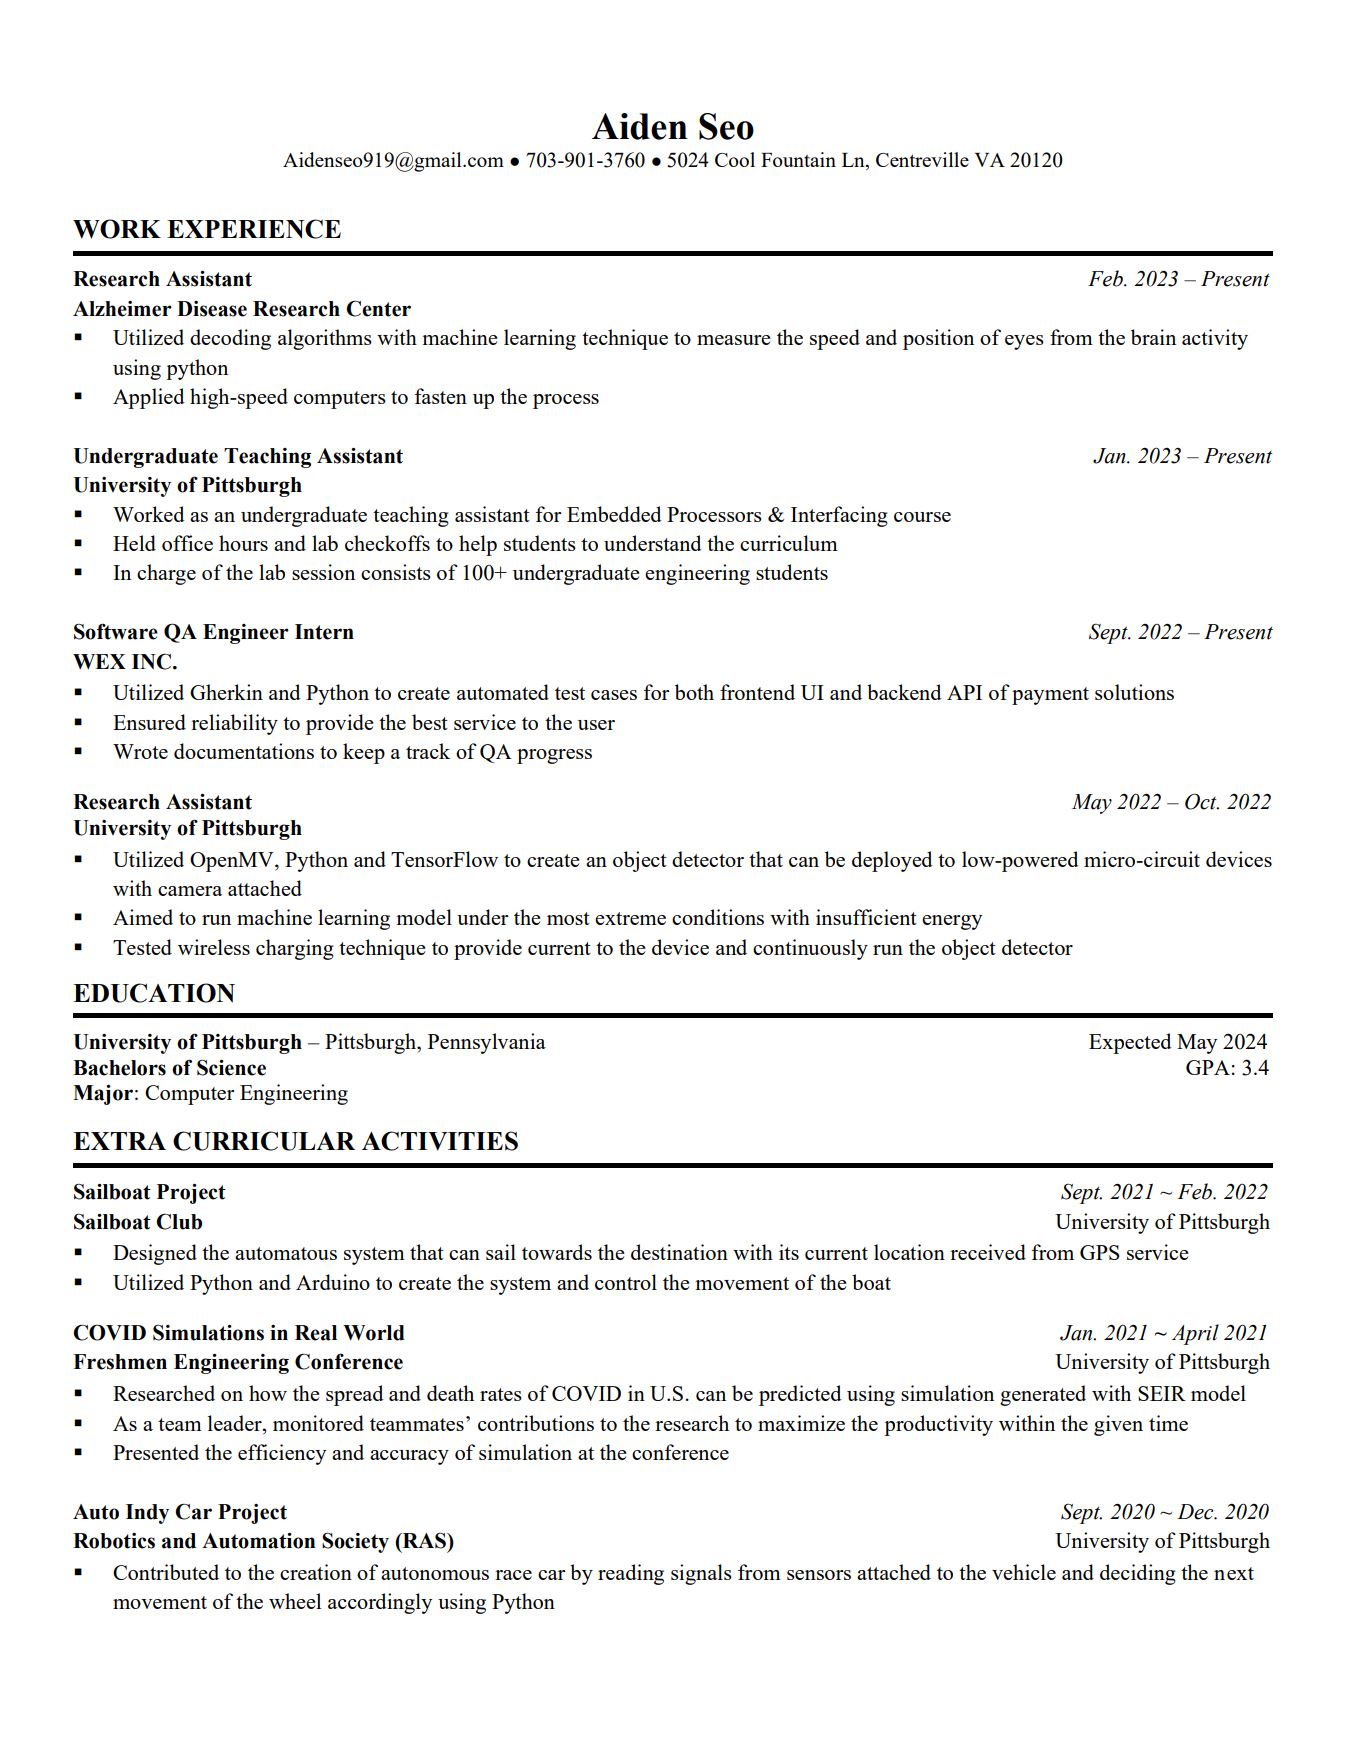 Aiden Seo
Aidenseo919@gmail.com ● 703-901-3760 ● 5024 Cool Fountain Ln, Centreville VA 20120
WORK EXPERIENCE
Research Assistant Feb. 2023 – Present
Alzheimer Disease Research Center
▪ Utilized decoding algorithms with machine learning technique to measure the speed and position of eyes from the brain activity
using python
▪ Applied high-speed computers to fasten up the process
Undergraduate Teaching Assistant Jan. 2023 – Present
University of Pittsburgh
▪ Worked as an undergraduate teaching assistant for Embedded Processors & Interfacing course
▪ Held office hours and lab checkoffs to help students to understand the curriculum
▪ In charge of the lab session consists of 100+ undergraduate engineering students
Software QA Engineer Intern Sept. 2022 – Present
WEX INC.
▪ Utilized Gherkin and Python to create automated test cases for both frontend UI and backend API of payment solutions
▪ Ensured reliability to provide the best service to the user
▪ Wrote documentations to keep a track of QA progress
Research Assistant May 2022 – Oct. 2022
University of Pittsburgh
▪ Utilized OpenMV, Python and TensorFlow to create an object detector that can be deployed to low-powered micro-circuit devices
with camera attached
▪ Aimed to run machine learning model under the most extreme conditions with insufficient energy
▪ Tested wireless charging technique to provide current to the device and continuously run the object detector
EDUCATION
University of Pittsburgh – Pittsburgh, Pennsylvania Expected May 2024
Bachelors of Science GPA: 3.4
Major: Computer Engineering
EXTRA CURRICULAR ACTIVITIES
Sailboat Project Sept. 2021 ~ Feb. 2022
Sailboat Club University of Pittsburgh
▪ Designed the automatous system that can sail towards the destination with its current location received from GPS service
▪ Utilized Python and Arduino to create the system and control the movement of the boat
COVID Simulations in Real World Jan. 2021 ~ April 2021
Freshmen Engineering Conference University of Pittsburgh
▪ Researched on how the spread and death rates of COVID in U.S. can be predicted using simulation generated with SEIR model
▪ As a team leader, monitored teammates’ contributions to the research to maximize the productivity within the given time
▪ Presented the efficiency and accuracy of simulation at the conference
Auto Indy Car Project Sept. 2020 ~ Dec. 2020
Robotics and Automation Society (RAS) University of Pittsburgh
▪ Contributed to the creation of autonomous race car by reading signals from sensors attached to the vehicle and deciding the next
movement of the wheel accordingly using Python